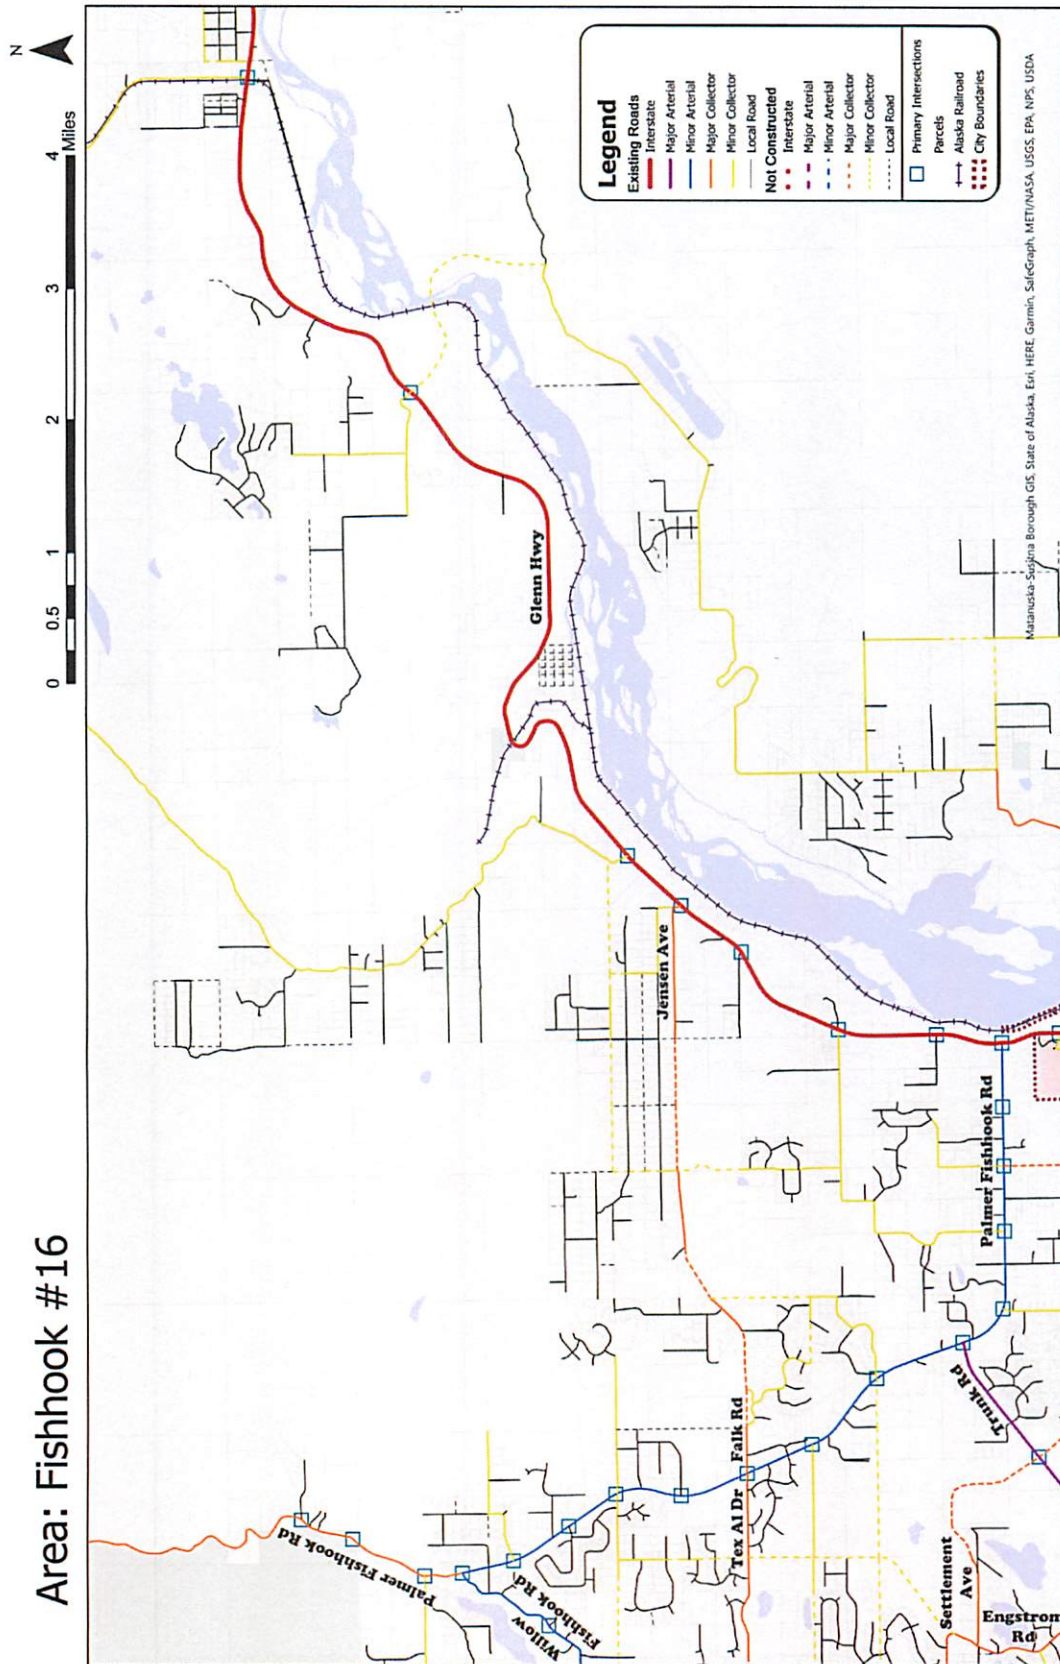 Area: Fishhook #16
N
0 0.5 1 2 3 4
Miles
Legend
Existing Roads
Interstate
Major Arterial
Minor Arterial
Major Collector
Minor Collector
Local Road
Not Constructed
Interstate
Major Arterial
Minor Arterial
Major Collector
Minor Collector
Local Road
Primary Intersections
Parcels
Alaska Railroad
City Boundaries
Glenn Hwy
Jensen Ave
Palmer Fishhook Rd
Trunk Rd
Tex Al Dr
Falk Rd
Palmer Fishhook Rd
Willow
Fishhook Rd
Settlement
Ave
Engstrom
Rd
Matanuska-Susitna Borough GIS, State of Alaska, Esri, HERE, Garmin, SafeGraph, METI/NASA, USGS, EPA, NPS, USDA